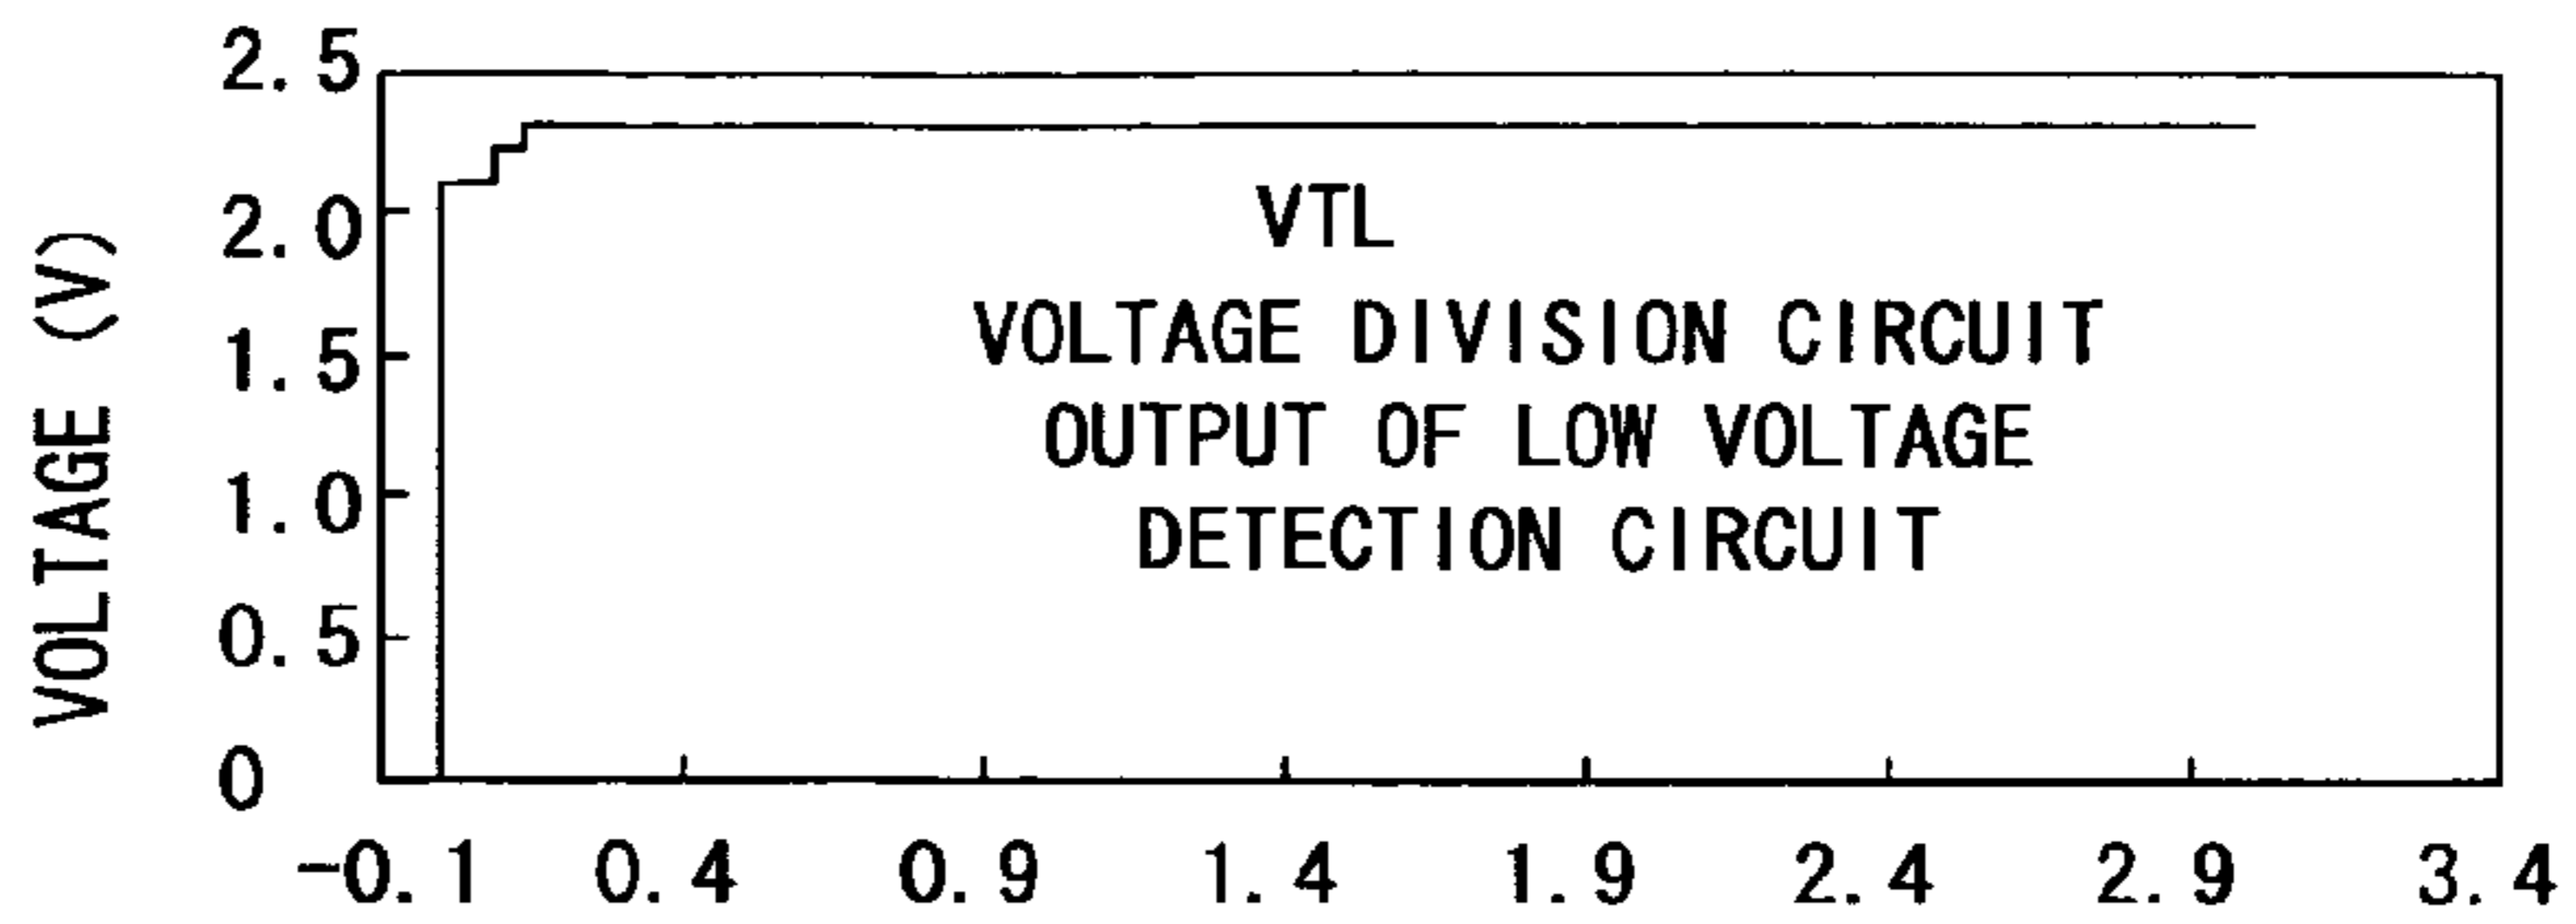 2.5
2.0
1.5
1.0
0.5
0
VOLTAGE (V)
VTL
VOLTAGE DIVISION CIRCUIT
OUTPUT OF LOW VOLTAGE
DETECTION CIRCUIT
-0.1 0.4 0.9 1.4 1.9 2.4 2.9 3.4